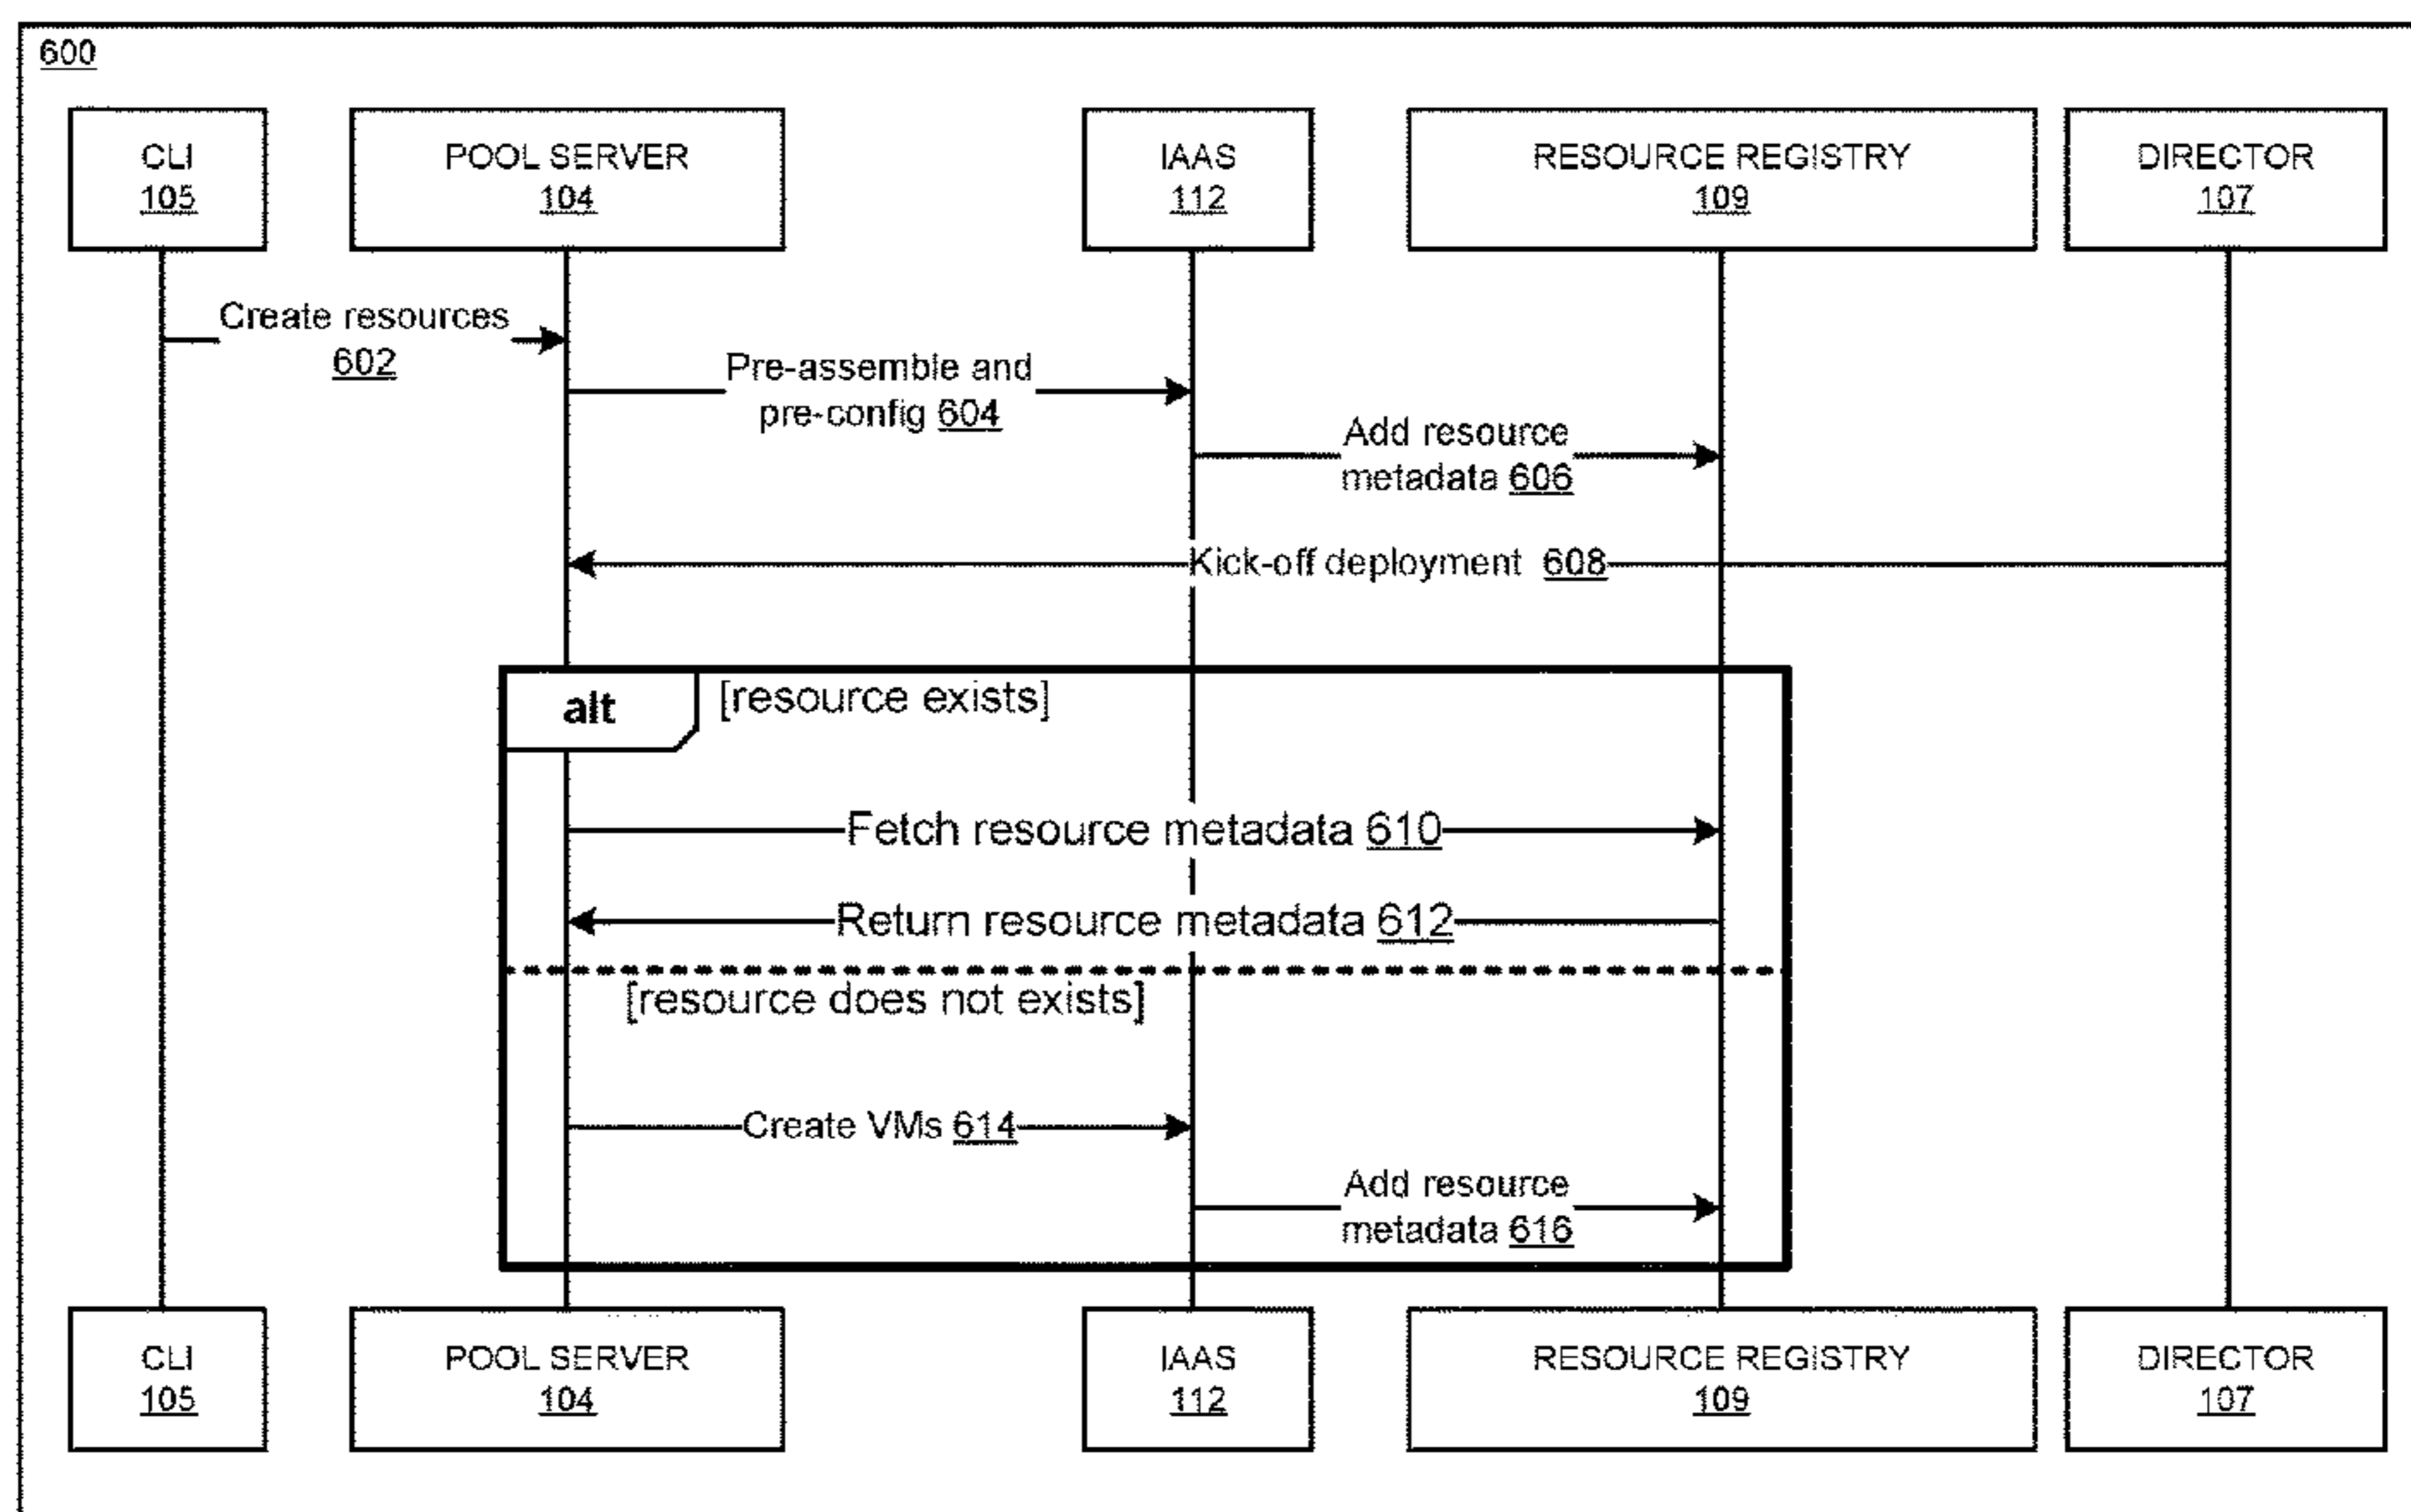 600
CLI
105
POOL SERVER
104
IAAS
112
RESOURCE REGISTRY
109
DIRECTOR
107
Create resources
602
Pre-assemble and
pre-config 604
Add resource
metadata 606
Kick-off deployment 608
alt
[resource exists]
Fetch resource metadata 610
Return resource metadata 612
[resource does not exists]
Create VMs 614
Add resource
metadata 616
CLI
105
POOL SERVER
104
IAAS
112
RESOURCE REGISTRY
109
DIRECTOR
107